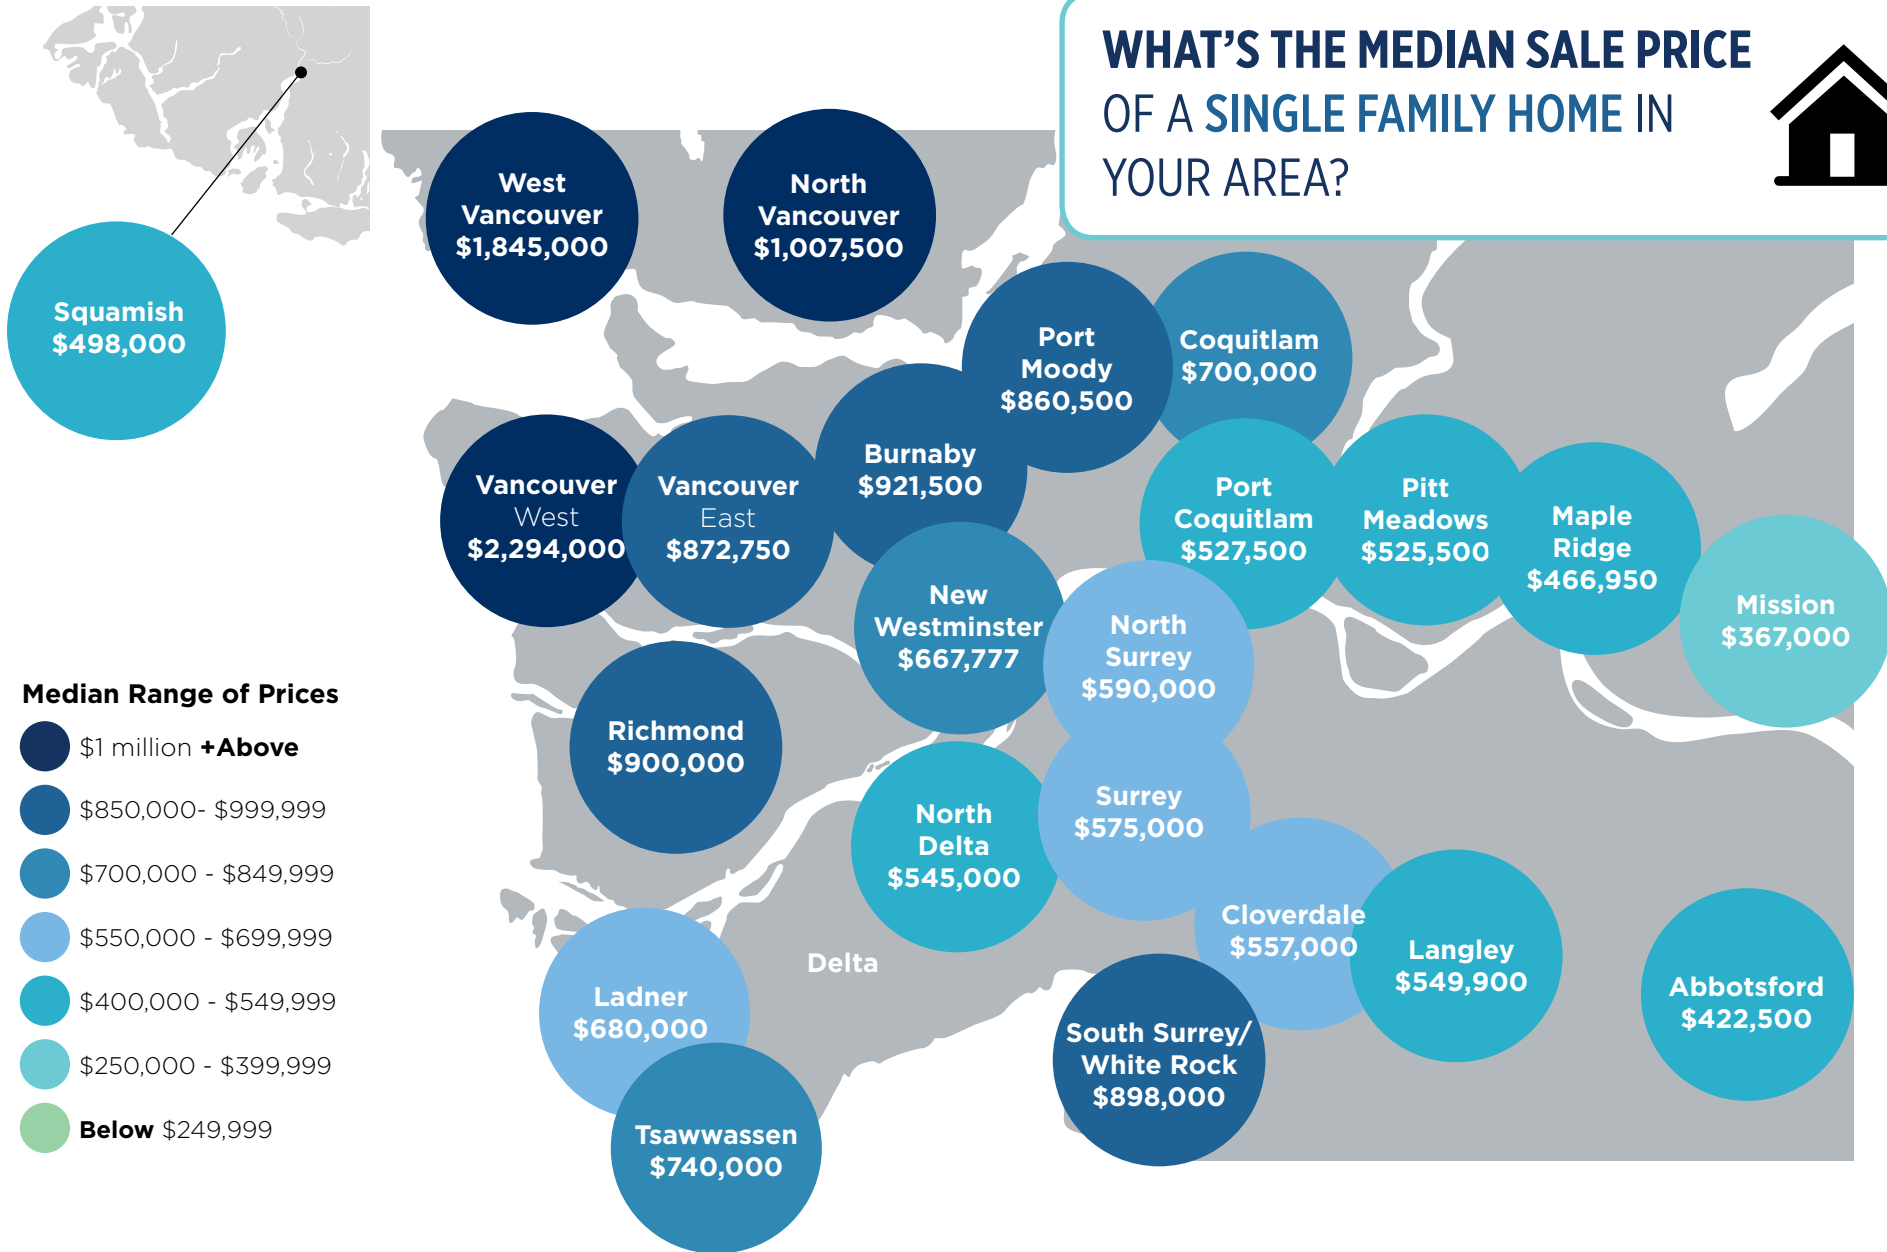 WHAT'S THE MEDIAN SALE PRICE
OF A SINGLE FAMILY HOME IN
YOUR AREA?
West
Vancouver
$1,845,000
North
Vancouver
$1,007,500
Squamish
$498,000
Port
Moody
$860,500
Coquitlam
$700,000
Burnaby
$921,500
Vancouver
West
$2,294,000
Vancouver
East
$872,750
Port
Coquitlam
$527,500
Pitt
Meadows
$525,500
Maple
Ridge
$466,950
Mission
$367,000
New
Westminster
$667,777
North
Surrey
$590,000
Richmond
$900,000
North
Delta
$545,000
Surrey
$575,000
Cloverdale
$557,000
Langley
$549,900
Abbotsford
$422,500
Delta
Ladner
$680,000
South Surrey/
White Rock
$898,000
Tsawwassen
$740,000
Median Range of Prices
$1 million +Above
$850,000- $999,999
$700,000 - $849,999
$550,000 - $699,999
$400,000 - $549,999
$250,000 - $399,999
Below $249,999